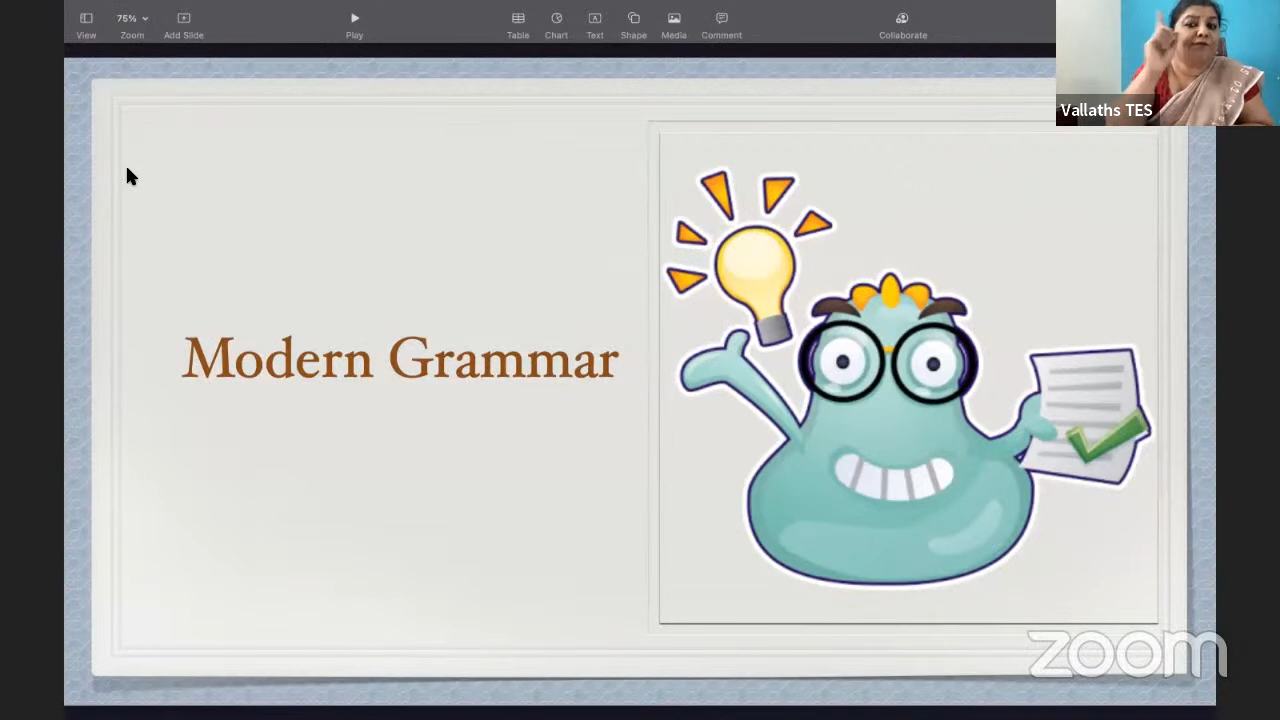 75%
View
Zoom
Add Slide
Play
Table
Chart
Text
Shape
Media
Comment
Collaborate
Vallaths TES
Modern Grammar
zoom